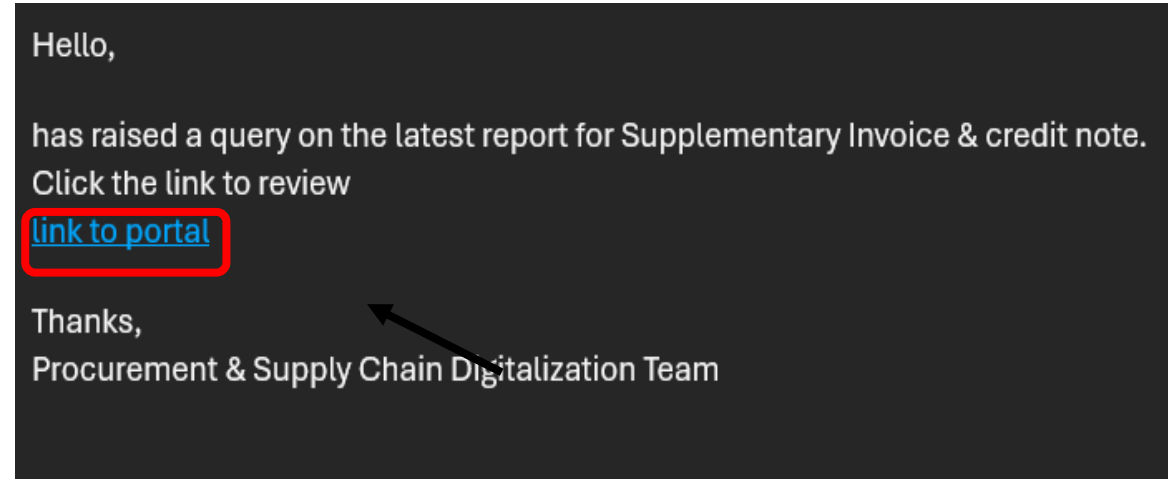 Hello,
has raised a query on the latest report for Supplementary Invoice & credit note.
Click the link to review
link to portal
Thanks,
Procurement & Supply Chain Digitalization Team